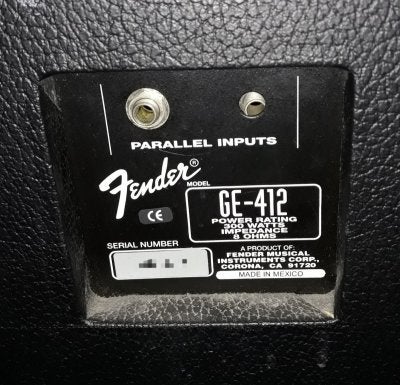 PARALLEL INPUTS
Fender®
MODEL
GE-412
POWER RATING
300 WATTS
IMPEDANCE
8 OHMS
CE
SERIAL NUMBER
A PRODUCT OF:
FENDER MUSICAL
INSTRUMENTS CORP.,
CORONA, CA 91720
MADE IN MEXICO